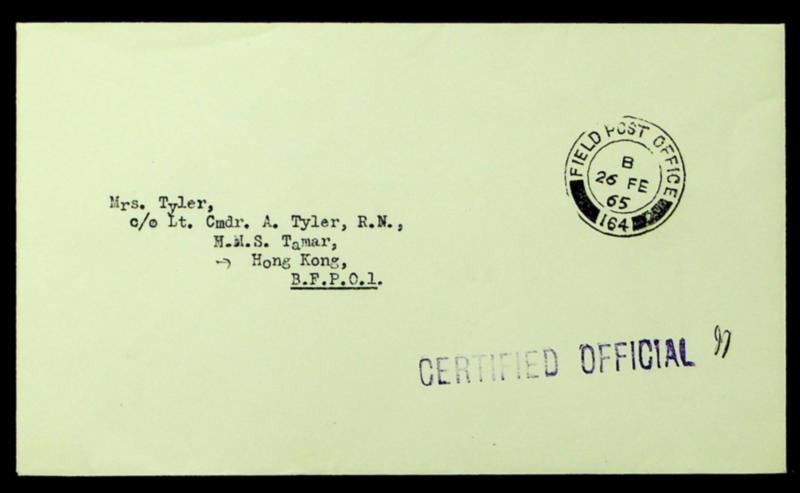 FIELD POST OFFICE
B
26 FE
65
164
Mrs. Tyler,
c/o Lt. Cmdr. A. Tyler, R.N.,
H.M.S. Tamar,
→ Hong Kong,
B.F.P.O.1.
CERTIFIED OFFICIAL